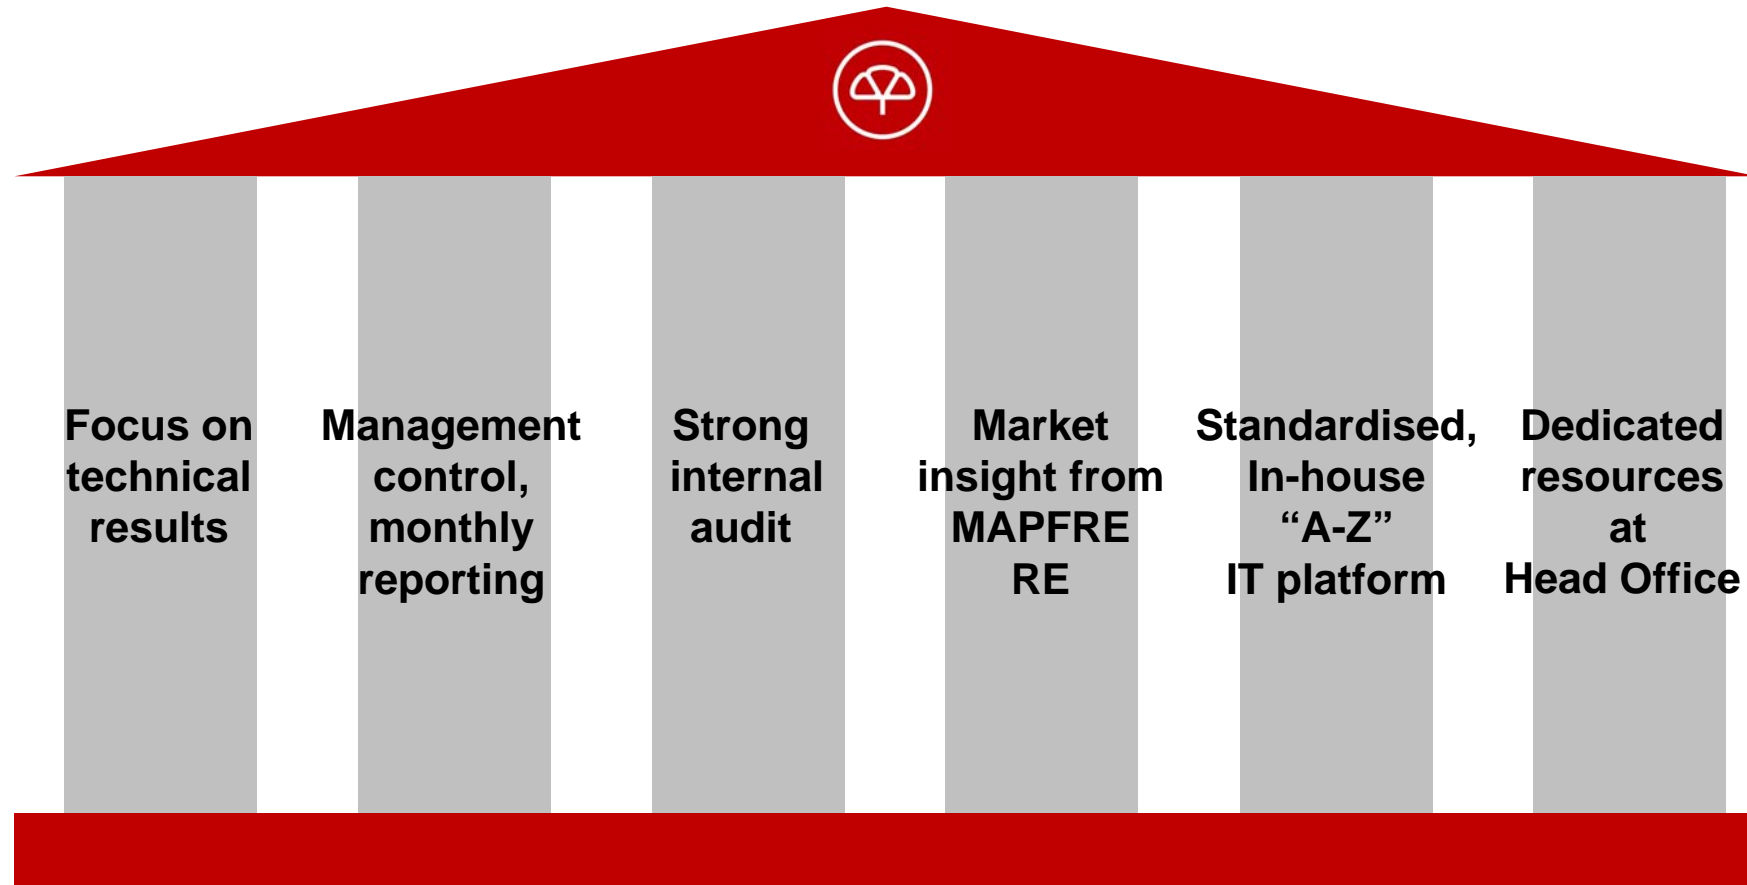 Focus on
technical
results
Management
control,
monthly
reporting
Strong
internal
audit
Market
insight from
MAPFRE
RE
Standardised,
In-house
“A-Z”
IT platform
Dedicated
resources
at
Head Office